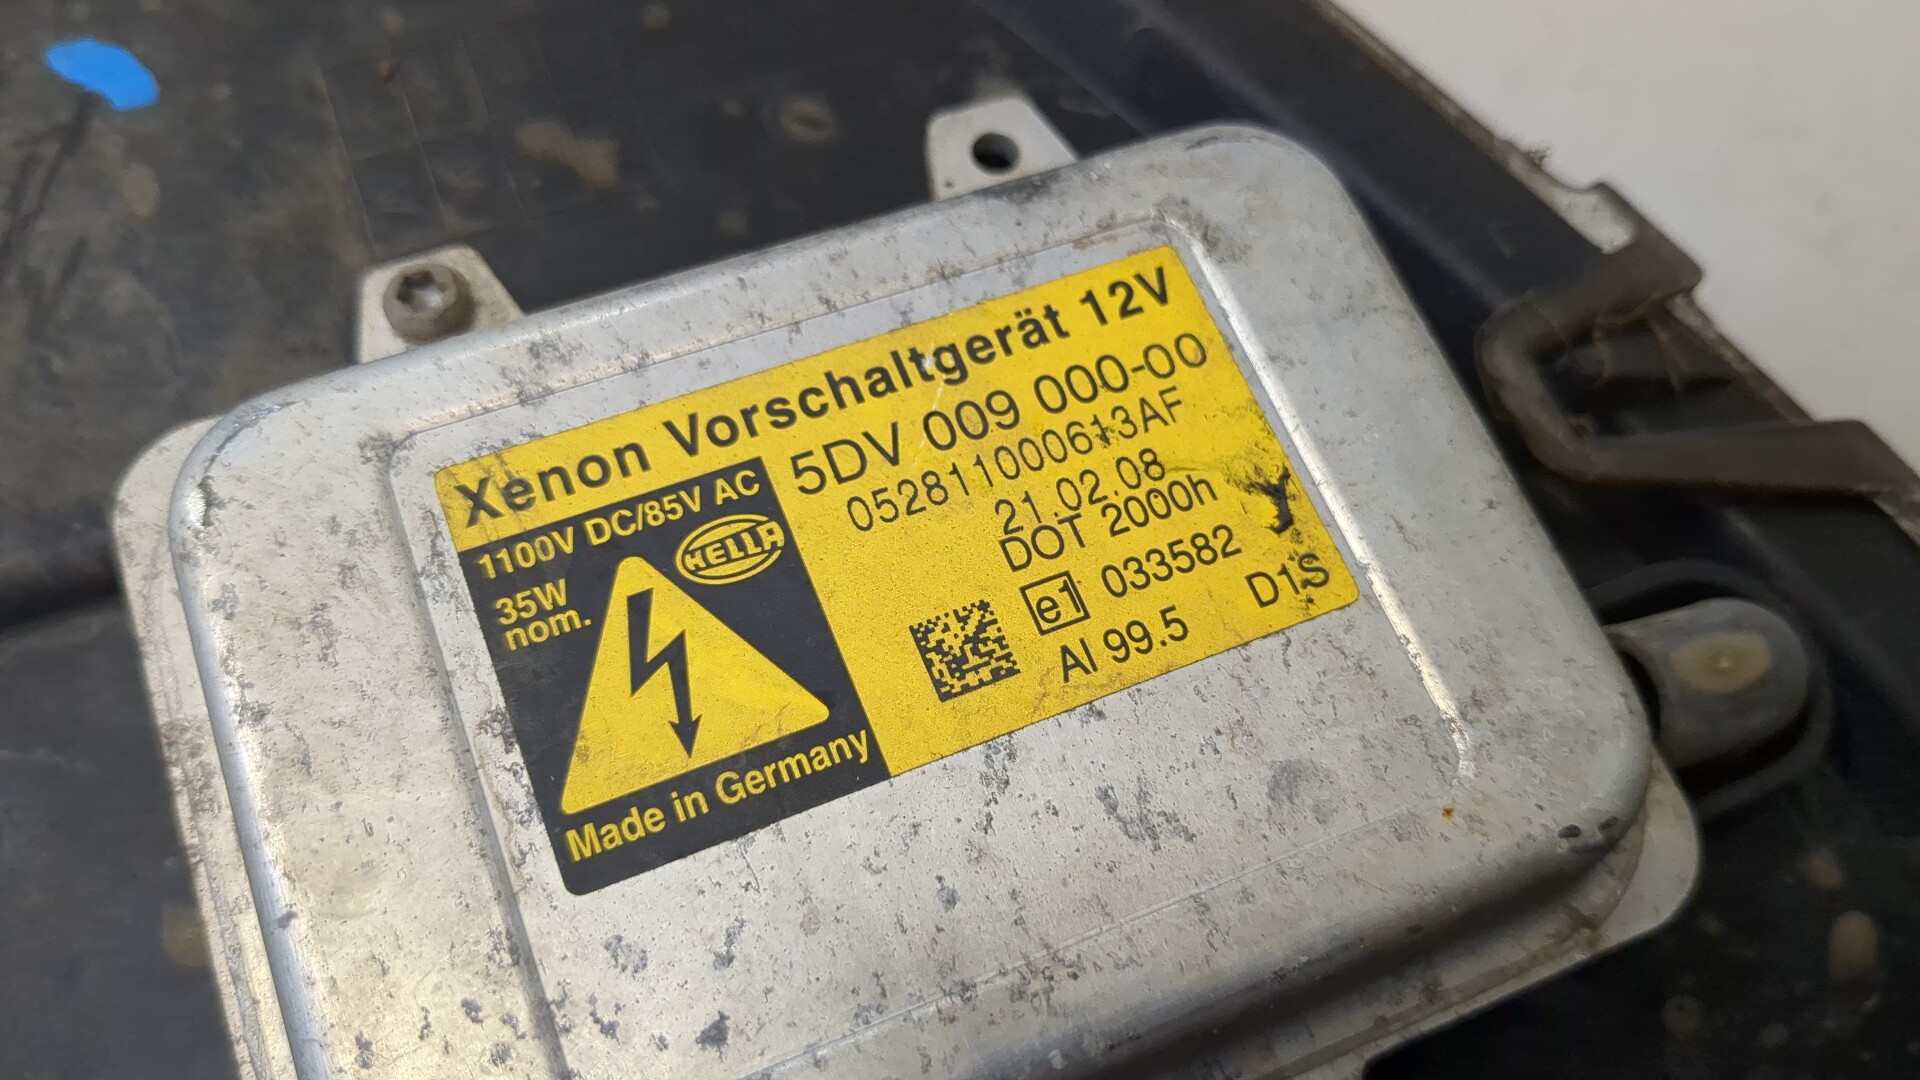 Xenon Vorschaltgerät 12V
1100V DC/85V AC
35W
nom.
HELLA
Made in Germany
5DV 009 000-00
052811000613AF
21.02.08
DOT 2000h
e1 033582
Al 99.5
D1S